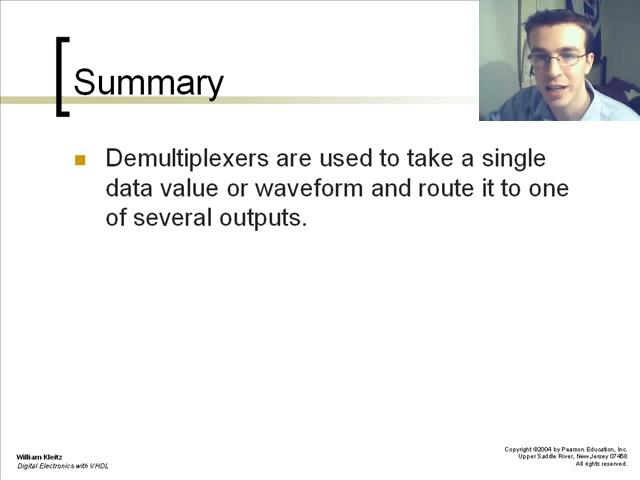 Summary
Demultiplexers are used to take a single
data value or waveform and route it to one
of several outputs.
William Kleitz
Digital Electronics with VHDL
Copyright ©2004 by Pearson Education, Inc.
Upper Saddle River, New Jersey 07458
All rights reserved.